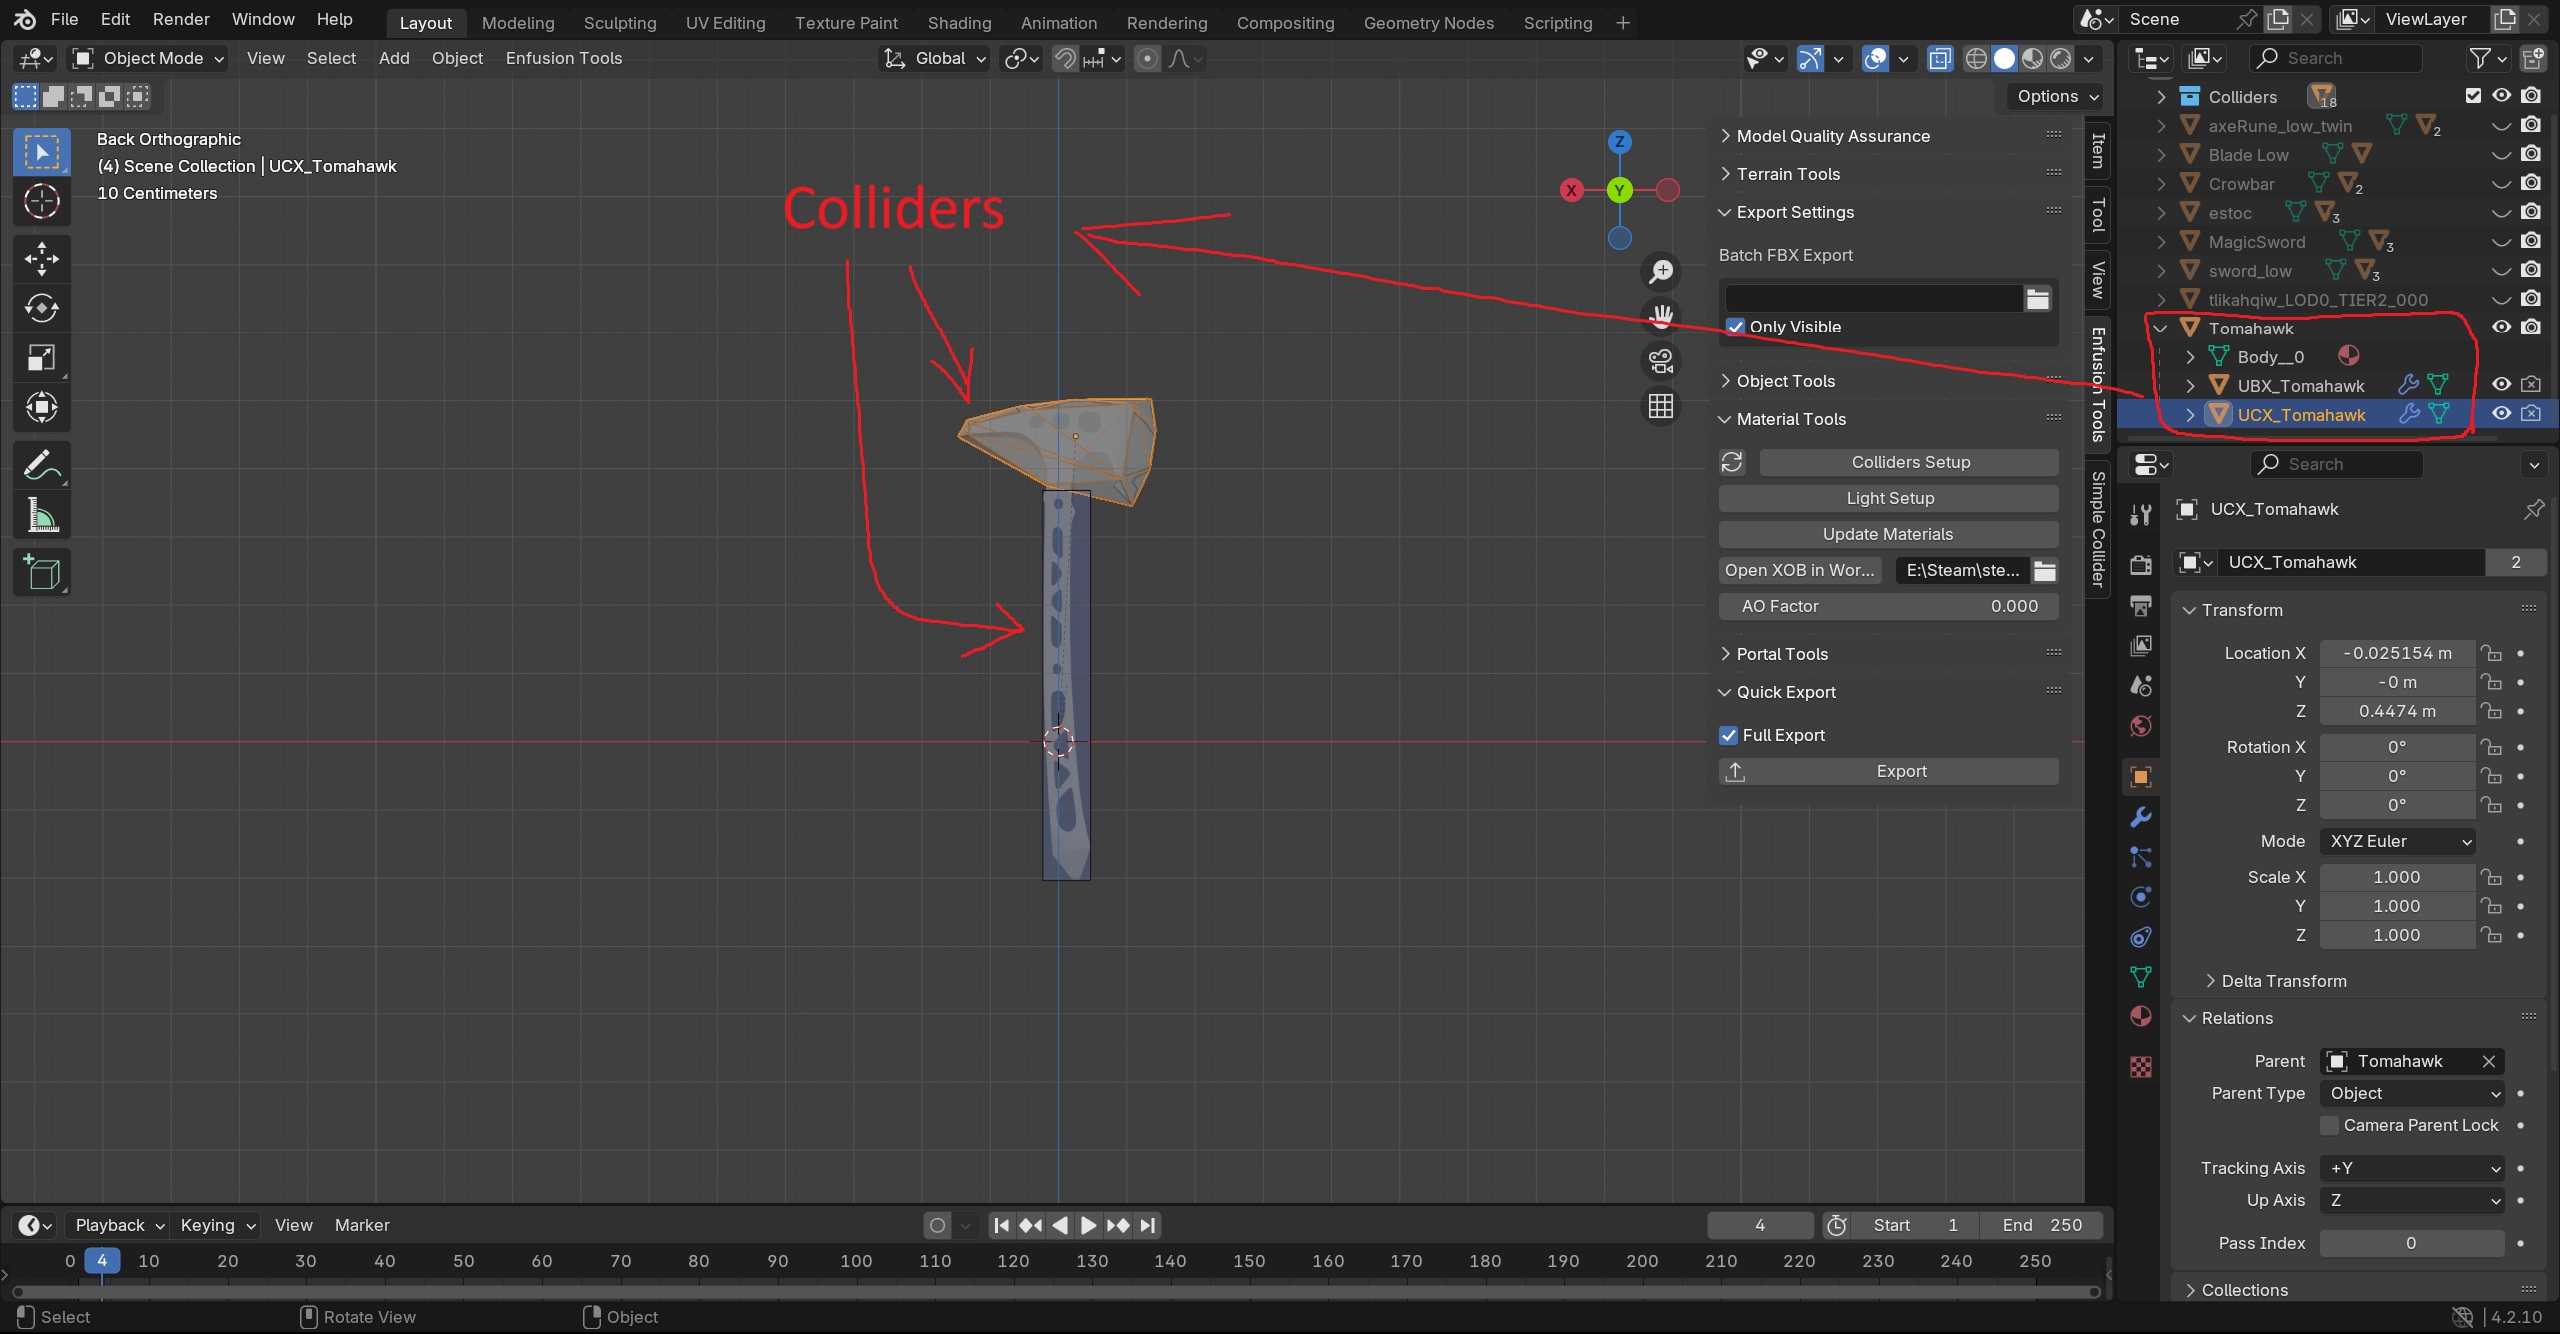 File Edit Render Window Help Layout Modeling Sculpting UV Editing Texture Paint Shading Animation Rendering Compositing Geometry Nodes Scripting + Scene ViewLayer
Object Mode View Select Add Object Enfusion Tools Global Search
Options
Back Orthographic
(4) Scene Collection | UCX_Tomahawk
10 Centimeters
Colliders
Z
X Y
Model Quality Assurance
Terrain Tools
Export Settings
Batch FBX Export
Only Visible
Object Tools
Material Tools
Colliders Setup
Light Setup
Update Materials
Open XOB in Wor... E:\Steam\ste...
AO Factor 0.000
Portal Tools
Quick Export
Full Export
Export
Item
Tool
View
Enfusion Tools
Simple Collider
Colliders 18
axeRune_low_twin 2
Blade Low
Crowbar 2
estoc 3
MagicSword 3
sword_low 3
tlikahqiw_LOD0_TIER2_000
Tomahawk
Body__0
UBX_Tomahawk
UCX_Tomahawk
Search
UCX_Tomahawk
UCX_Tomahawk 2
Transform
Location X -0.025154 m
Y -0 m
Z 0.4474 m
Rotation X 0°
Y 0°
Z 0°
Mode XYZ Euler
Scale X 1.000
Y 1.000
Z 1.000
Delta Transform
Relations
Parent Tomahawk
Parent Type Object
Camera Parent Lock
Tracking Axis +Y
Up Axis Z
Pass Index 0
Collections
Playback Keying View Marker 4 Start 1 End 250
0 4 10 20 30 40 50 60 70 80 90 100 110 120 130 140 150 160 170 180 190 200 210 220 230 240 250
Select Rotate View Object 4.2.10